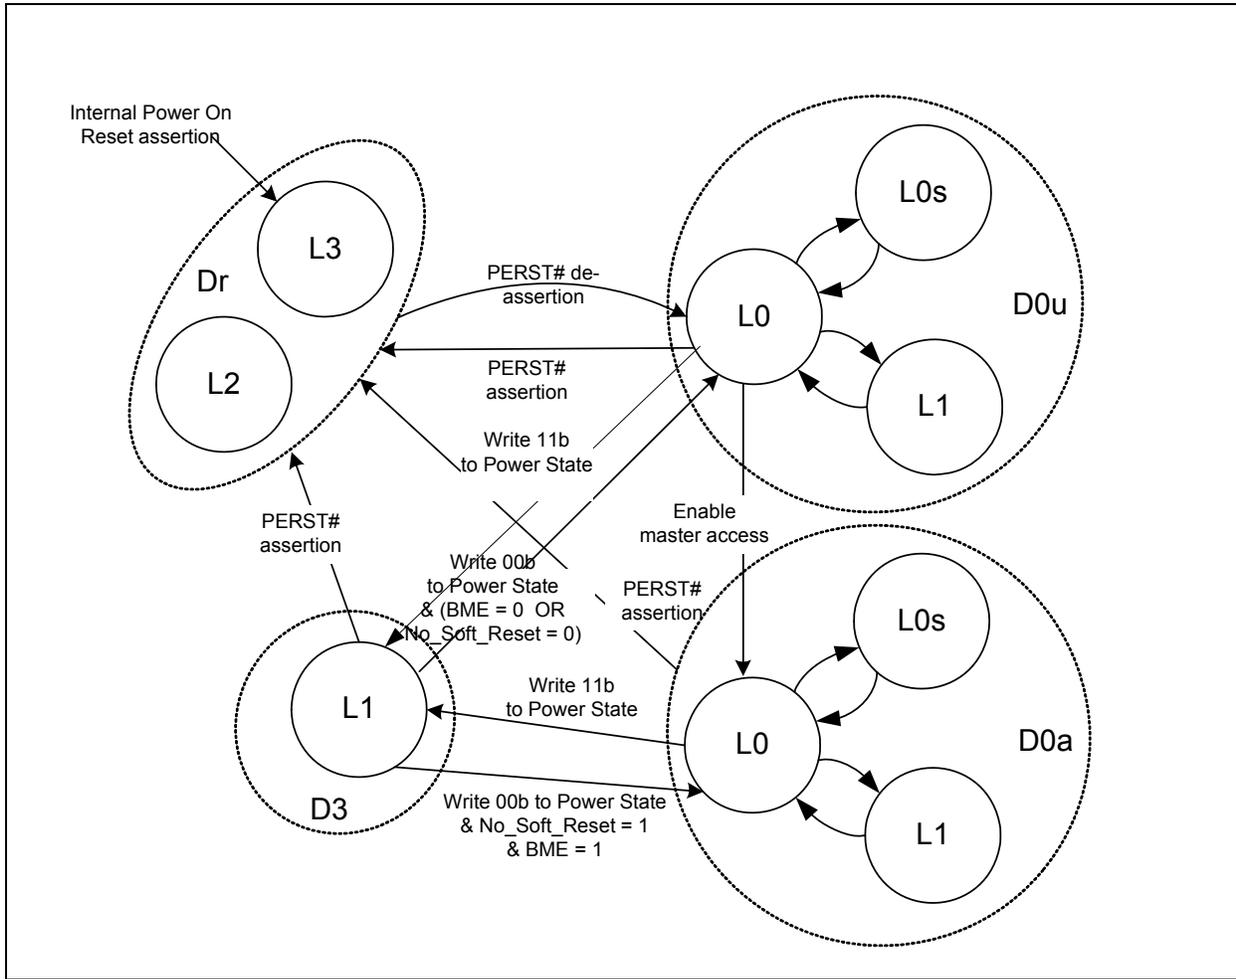 Internal Power On
Reset assertion
L3
Dr
L2
PERST# de-
assertion
PERST#
assertion
L0s
L0
D0u
L1
Write 11b
to Power State
PERST#
assertion
Enable
master access
Write 00b
to Power State
& (BME = 0 OR
No_Soft_Reset = 0)
PERST#
assertion
L1
D3
Write 11b
to Power State
Write 00b to Power State
& No_Soft_Reset = 1
& BME = 1
L0s
L0
D0a
L1